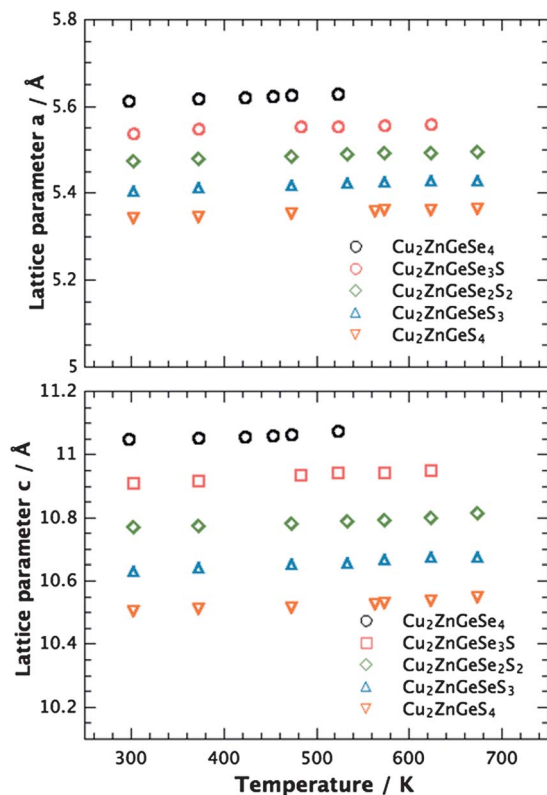 5.8
5.6
5.4
5.2
5
Lattice parameter a / Å
Cu₂ZnGeSe₄
Cu₂ZnGeSe₃S
Cu₂ZnGeSe₂S₂
Cu₂ZnGeSeS₃
Cu₂ZnGeS₄
11.2
11
10.8
10.6
10.4
10.2
Lattice parameter c / Å
Cu₂ZnGeSe₄
Cu₂ZnGeSe₃S
Cu₂ZnGeSe₂S₂
Cu₂ZnGeSeS₃
Cu₂ZnGeS₄
300 400 500 600 700
Temperature / K